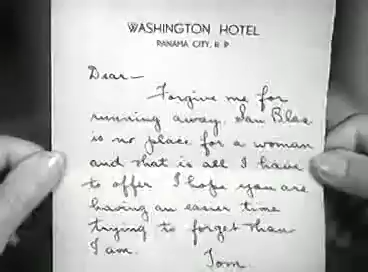 WASHINGTON HOTEL
PANAMA CITY, R. P.
Dear—
Forgive me for
running away. San Blas
is no place for a woman
and that is all I have
to offer I hope you are
having an easier time
trying to forget than
I am.
Tom.